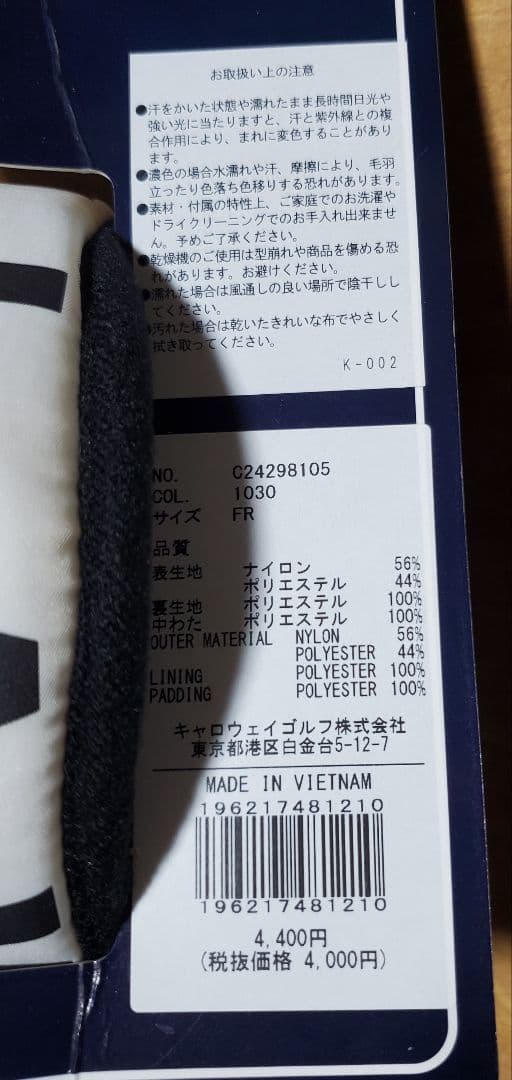 お取扱い上の注意
●汗をかいた状態や濡れたまま長時間日光や
強い光に当たりますと、汗と紫外線との複
合作用により、まれに変色することがあり
ます。
●濃色の場合水濡れや汗、摩擦により、毛羽
立ったり色落ち色移りする恐れがあります。
●素材・付属の特性上、ご家庭でのお洗濯や
ドライクリーニングでのお手入れ出来ませ
ん。予めご了承ください。
●乾燥機のご使用は型崩れや商品を傷める恐
れがあります。お避けください。
●濡れた場合は風通しの良い場所で陰干しし
てください。
●汚れた場合は乾いたきれいな布でやさしく
拭き取ってください。
K-002
NO. C24298105
COL. 1030
サイズ FR
品質
表生地 ナイロン 56%
ポリエステル 44%
裏生地 ポリエステル 100%
中わた ポリエステル 100%
OUTER MATERIAL NYLON 56%
POLYESTER 44%
LINING POLYESTER 100%
PADDING POLYESTER 100%
キャロウェイゴルフ株式会社
東京都港区白金台5-12-7
MADE IN VIETNAM
196217481210
196217481210
4,400円
(税抜価格 4,000円)